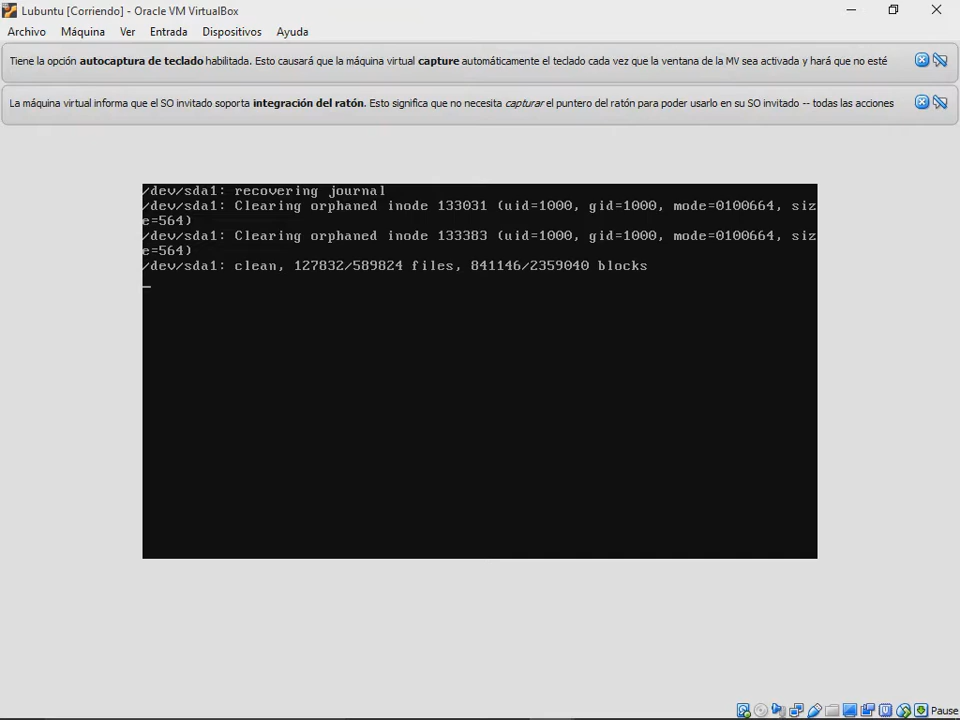 Lubuntu [Corriendo] - Oracle VM VirtualBox
Archivo Máquina Ver Entrada Dispositivos Ayuda
Tiene la opción autocaptura de teclado habilitada. Esto causará que la máquina virtual capture automáticamente el teclado cada vez que la ventana de la MV sea activada y hará que no esté
La máquina virtual informa que el SO invitado soporta integración del ratón. Esto significa que no necesita capturar el puntero del ratón para poder usarlo en su SO invitado -- todas las acciones
/dev/sda1: recovering journal
/dev/sda1: Clearing orphaned inode 133031 (uid=1000, gid=1000, mode=0100664, siz
e=564)
/dev/sda1: Clearing orphaned inode 133383 (uid=1000, gid=1000, mode=0100664, siz
e=564)
/dev/sda1: clean, 127832/589824 files, 841146/2359040 blocks
Pause